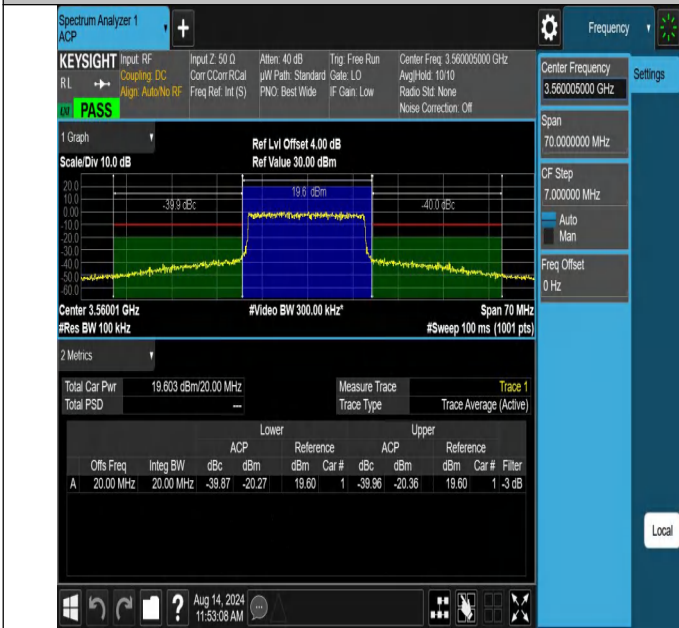 Spectrum Analyzer 1
ACP
Frequency
KEYSIGHT
RL
PASS
Input: RF
Coupling: DC
Align: Auto/No RF
Input Z: 50 Ω
Corr CCorr RCal
Freq Ref: Int (S)
Atten: 40 dB
µW Path: Standard
PNO: Best Wide
Trig: Free Run
Gate: LO
IF Gain: Low
Center Freq: 3.560005000 GHz
Avg|Hold: 10/10
Radio Std: None
Noise Correction: Off
Center Frequency
3.560005000 GHz
Settings
Span
70.0000000 MHz
CF Step
7.000000 MHz
Auto
Man
Freq Offset
0 Hz
1 Graph
Scale/Div 10.0 dB
Ref Lvl Offset 4.00 dB
Ref Value 30.00 dBm
20.0
10.0
0.00
-10.0
-20.0
-30.0
-40.0
-50.0
-60.0
-39.9 dBc
19.6 dBm
-40.0 dBc
Center 3.56001 GHz
#Video BW 300.00 kHz*
Span 70 MHz
#Res BW 100 kHz
#Sweep 100 ms (1001 pts)
2 Metrics
Total Car Pwr 19.603 dBm/20.00 MHz
Total PSD ---
Measure Trace Trace 1
Trace Type Trace Average (Active)
Lower Upper
ACP Reference ACP Reference
Offs Freq Integ BW dBc dBm dBm Car # dBc dBm dBm Car # Filter
A 20.00 MHz 20.00 MHz -39.87 -20.27 19.60 1 -39.96 -20.36 19.60 1 -3 dB
Local
?
Aug 14, 2024
11:53:08 AM